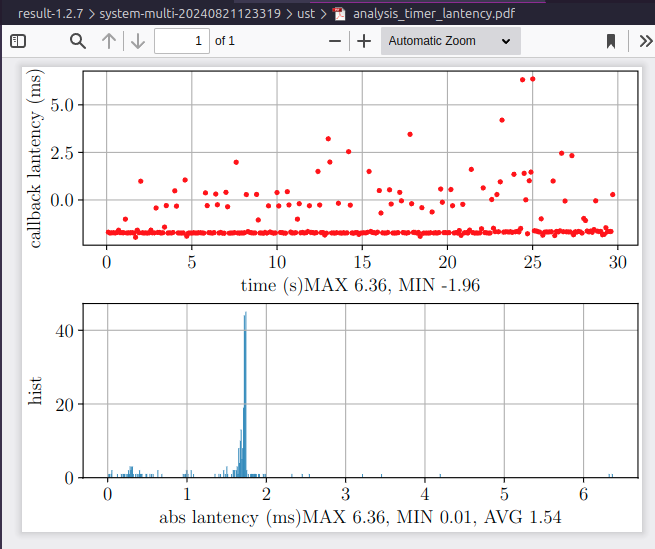 result-1.2.7 > system-multi-20240821123319 > ust > analysis_timer_lantency.pdf
1 of 1 Automatic Zoom
callback lantency (ms)
5.0
2.5
0.0
0 5 10 15 20 25 30
time (s)MAX 6.36, MIN -1.96
hist
40
20
0
0 1 2 3 4 5 6
abs lantency (ms)MAX 6.36, MIN 0.01, AVG 1.54